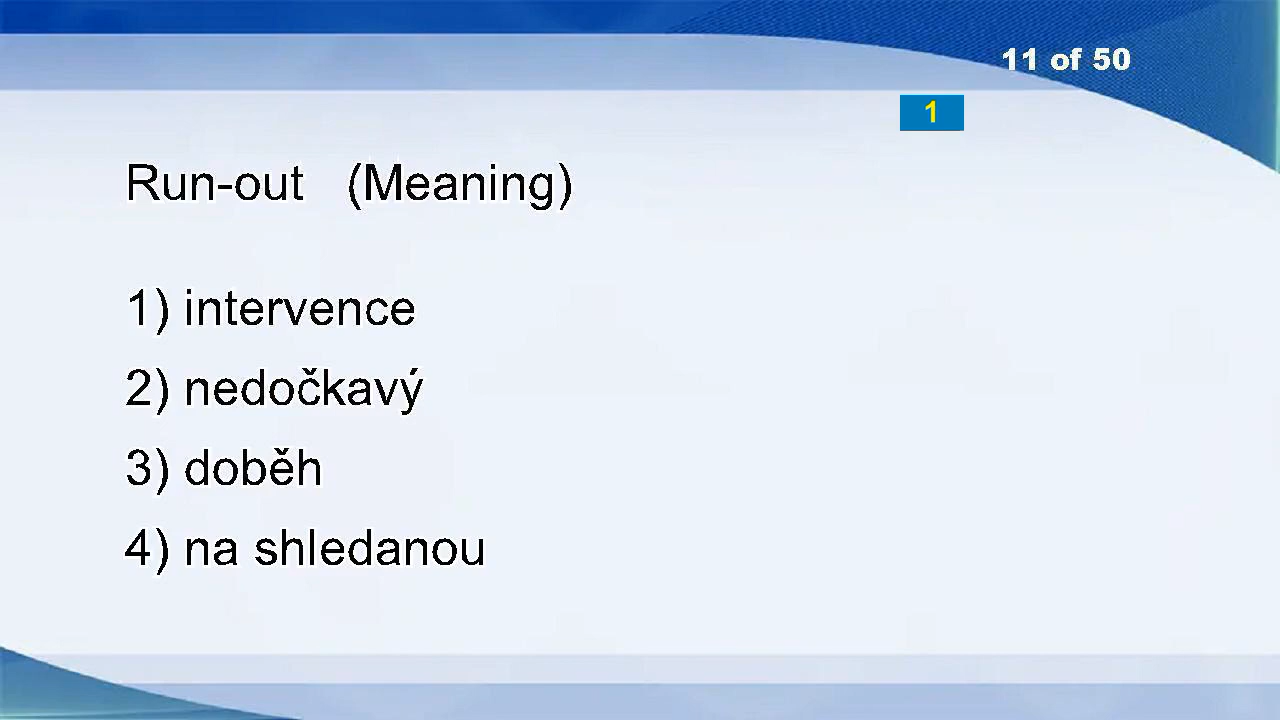 11 of 50
1
Run-out (Meaning)
1) intervence
2) nedočkavý
3) doběh
4) na shledanou